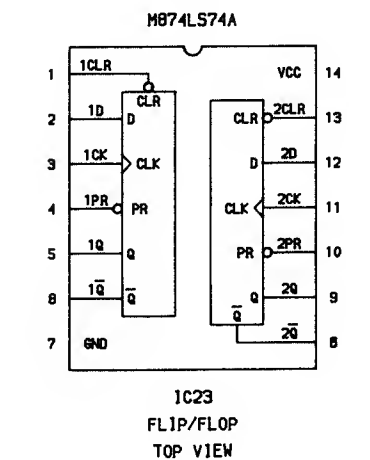 M874LS74A
1 1CLR CLR VCC 14
2 1D D CLR 2CLR 13
3 1CK CLK D 2D 12
4 1PR PR CLK 2CK 11
5 1Q Q PR 2PR 10
8 1Q̅ Q̅ Q 2Q 9
7 GND Q̅ 2Q̅ 8
IC23
FLIP/FLOP
TOP VIEW